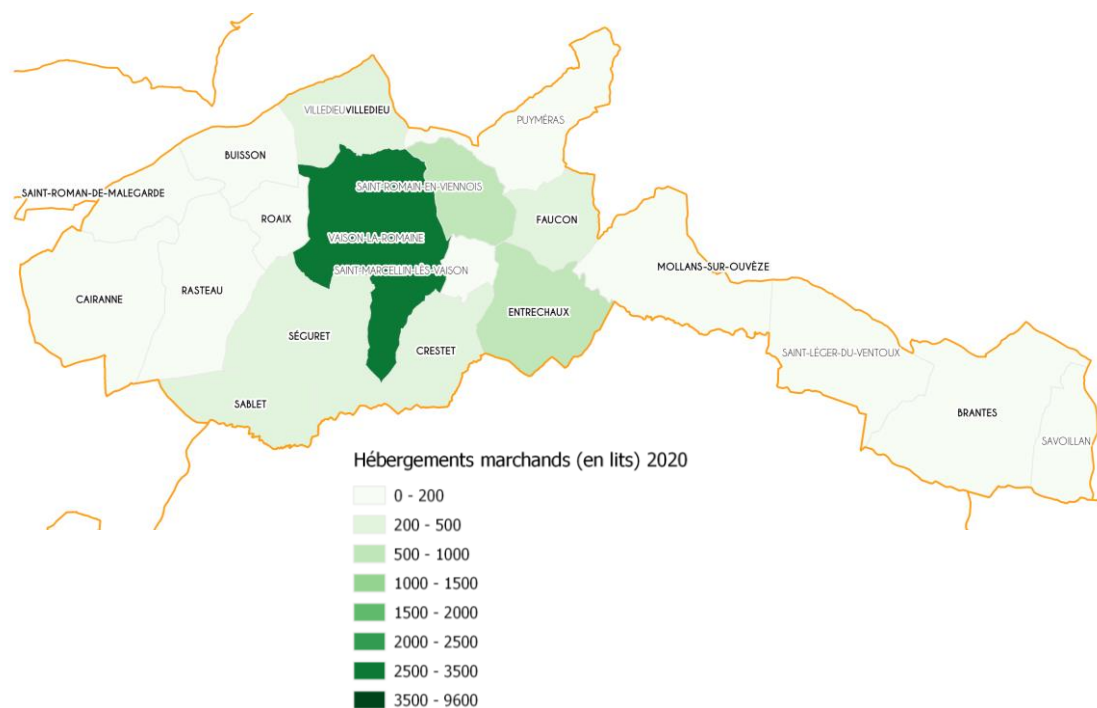 VILLEDIEU VILLEDIEU
PUYMÉRAS
BUISSON
SAINT-ROMAN-DE-MALEGARDE
SAINT-ROMAIN-EN-VIENNOIS
ROAIX
FAUCON
VAISON-LA-ROMAINE
SAINT-MARCELLIN-LÈS-VAISON
MOLLANS-SUR-OUVÈZE
CAIRANNE
RASTEAU
ENTRECHAUX
SÉGURET
CRESTET
SAINT-LÉGER-DU-VENTOUX
SABLET
BRANTES
SAVOILLAN
Hébergements marchands (en lits) 2020
0 - 200
200 - 500
500 - 1000
1000 - 1500
1500 - 2000
2000 - 2500
2500 - 3500
3500 - 9600